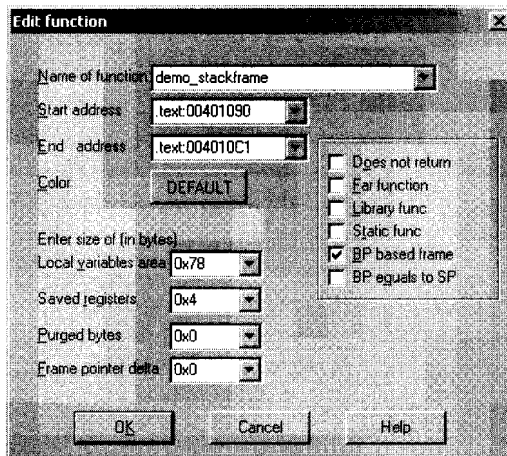 Edit function
Name of function demo_stackframe
Start address .text:00401090
End address .text:004010C1
Color DEFAULT
Does not return
Far function
Library func
Static func
BP based frame
BP equals to SP
Enter size of (in bytes)
Local variables area 0x78
Saved registers 0x4
Purged bytes 0x0
Frame pointer delta 0x0
OK Cancel Help